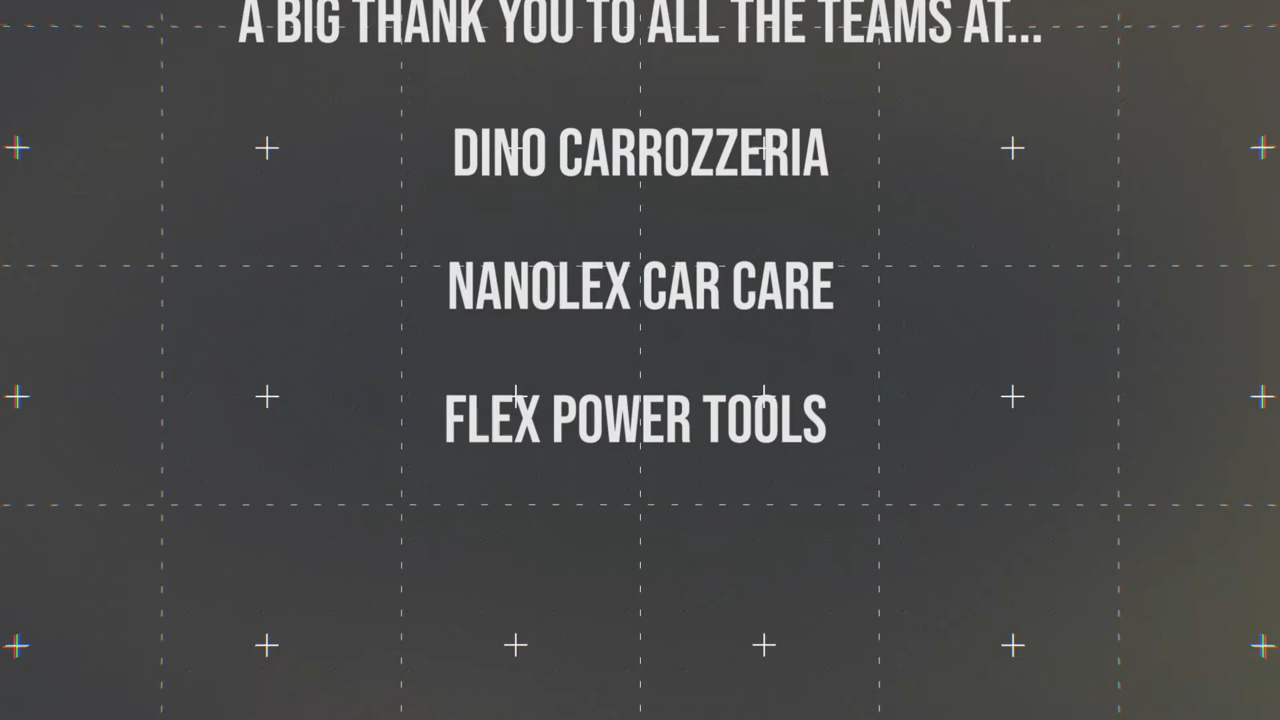 A BIG THANK YOU TO ALL THE TEAMS AT...
DINO CARROZZERIA
NANOLEX CAR CARE
FLEX POWER TOOLS